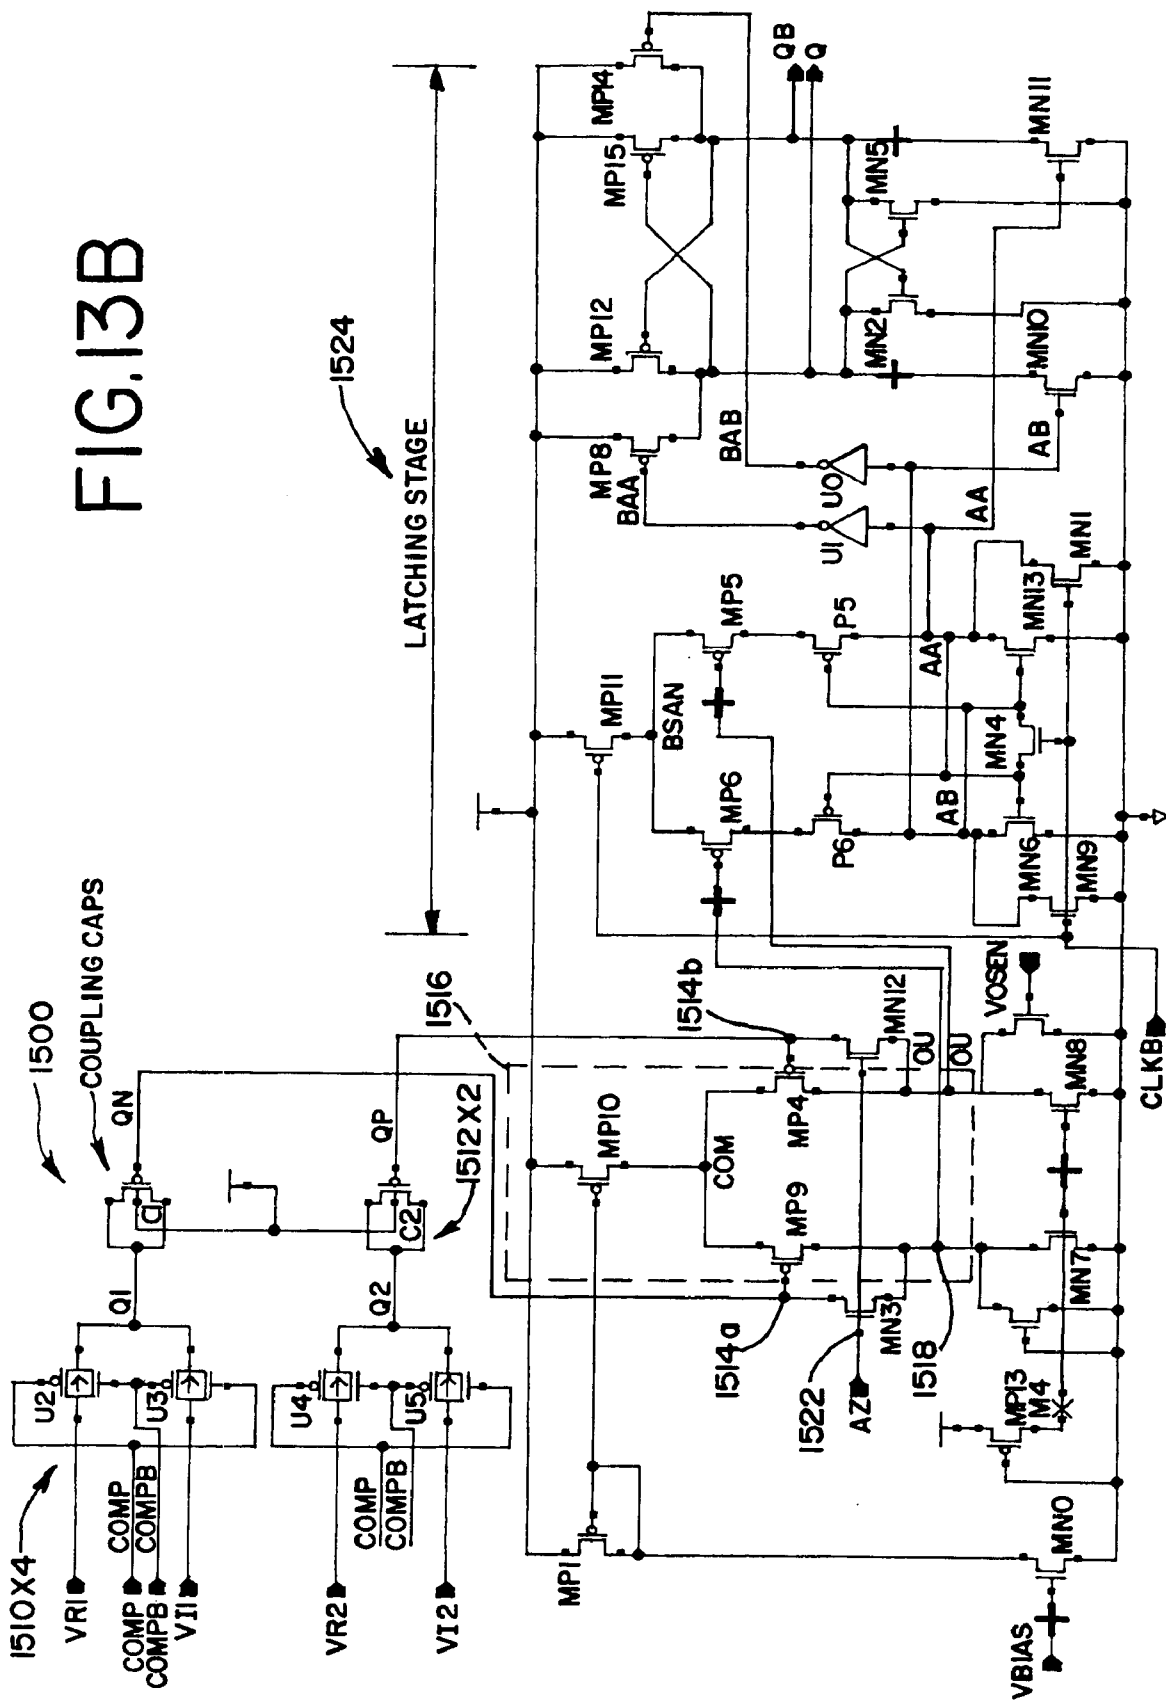 FIG.13B
1500
COUPLING CAPS
1510X4
VR1
COMP
COMPB
VI1
U2
U3
Q1
C1
QN
VR2
COMP
COMPB
VI2
U4
U5
Q2
C2
QP
1512X2
1516
1524
LATCHING STAGE
MP1
MP10
COM
MP9
MP4
1514a
1514b
1522
AZ
MN3
MN12
1518
OU
OU
VOSEN
MN7
MN8
MP13
M4
MN0
VBIAS
CLKB
MP11
BSAN
MP6
MP5
P6
P5
AB
AA
MN4
MN6
MN9
MN13
MN1
U1
U0
BAA
BAB
AA
AB
MP8
MP12
MP15
MP14
QB
Q
MN2
MN5
MN10
MN11